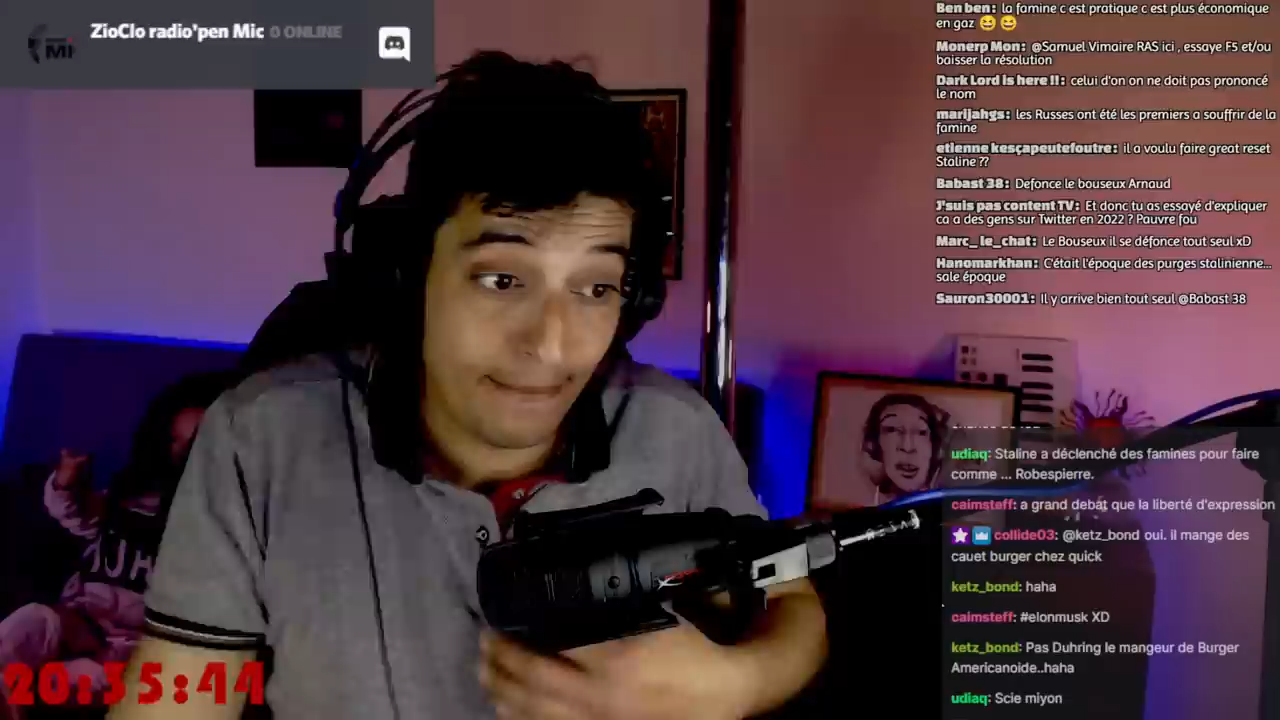 ZioClo radio'pen Mic 0 ONLINE
MI
Ben ben: la famine c est pratique c est plus économique
en gaz 😆 😆
Monerp Mon: @Samuel Vimaire RAS ici , essaye F5 et/ou
baisser la résolution
Dark Lord is here !!: celui d'on on ne doit pas prononcé
le nom
marijahgs: les Russes ont été les premiers a souffrir de la
famine
etienne kesçapeutefoutre: il a voulu faire great reset
Staline ??
Babast 38: Defonce le bouseux Arnaud
J'suis pas content TV: Et donc tu as essayé d'expliquer
ca a des gens sur Twitter en 2022 ? Pauvre fou
Marc_le_chat: Le Bouseux il se défonce tout seul xD
Hanomarkhan: C'était l'époque des purges stalinienne...
sale époque
Sauron30001: Il y arrive bien tout seul @Babast 38
udiaq: Staline a déclenché des famines pour faire
comme ... Robespierre.
caimsteff: a grand debat que la liberté d'expression
collide03: @ketz_bond oui. il mange des
cauet burger chez quick
ketz_bond: haha
caimsteff: #elonmusk XD
ketz_bond: Pas Duhring le mangeur de Burger
Americanoide..haha
udiaq: Scie miyon
20:35:44